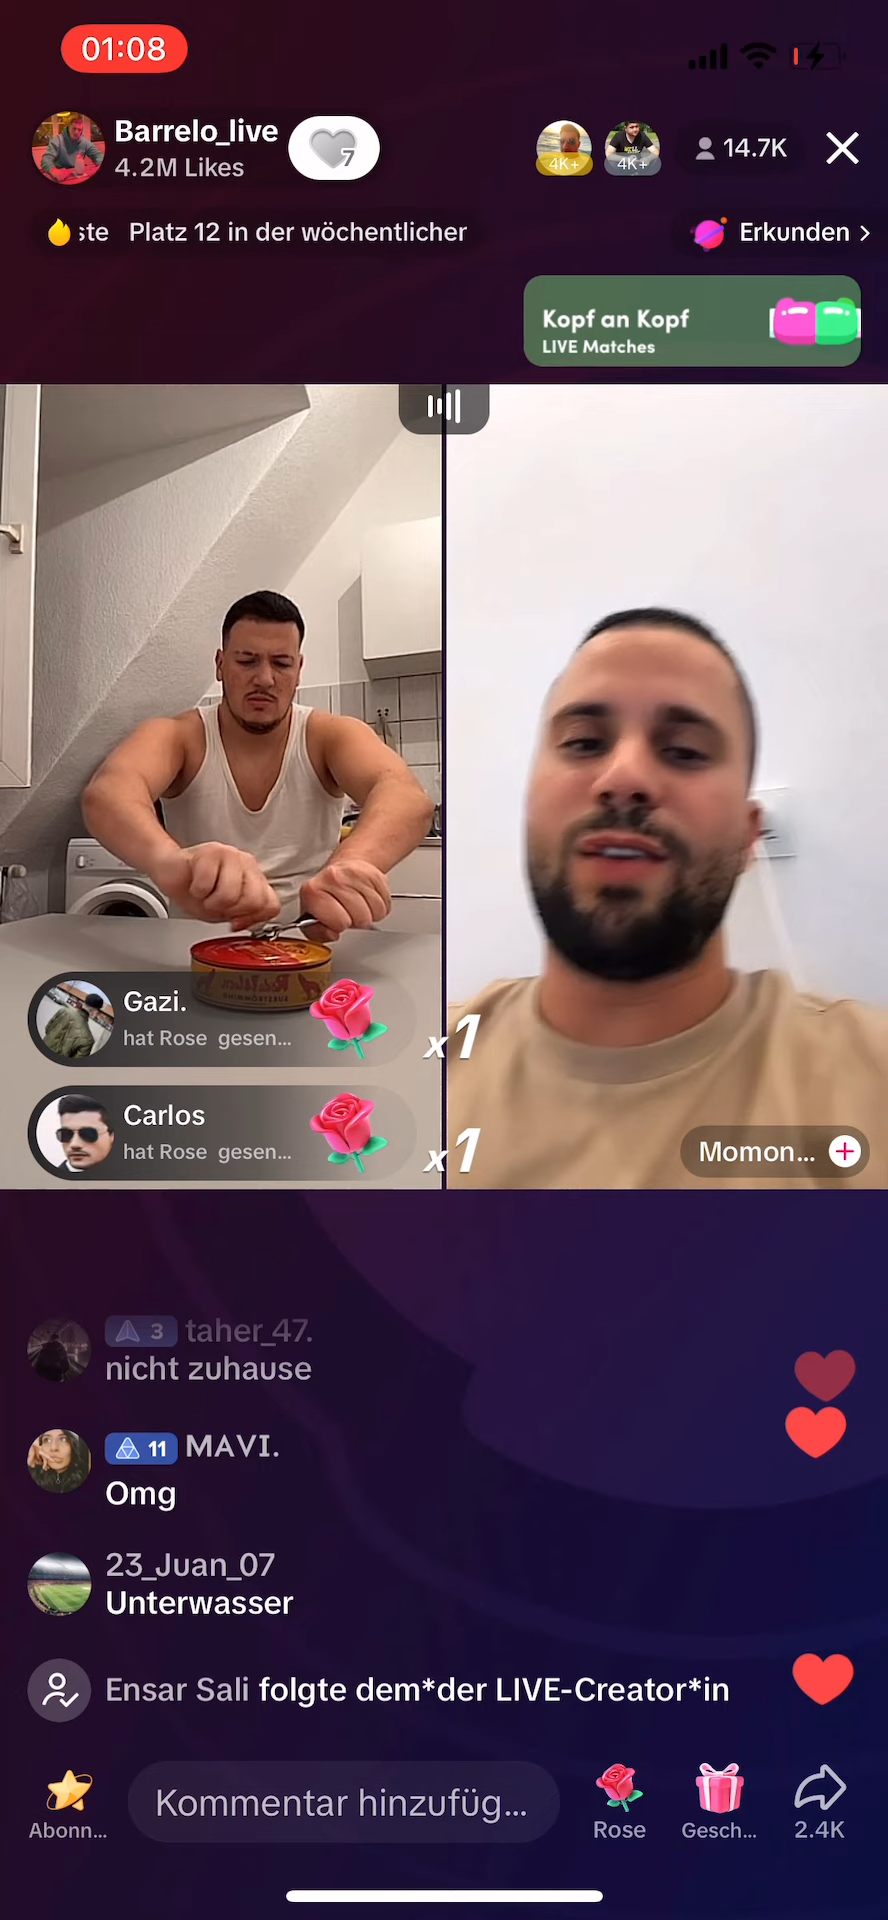 01:08
Barrelo_live
4.2M Likes
7
4K+
4K+
14.7K
ste Platz 12 in der wöchentlicher
Erkunden >
Kopf an Kopf
LIVE Matches
Gazi.
hat Rose gesen...
x1
Carlos
hat Rose gesen...
x1
Momon...
3 taher_47.
nicht zuhause
11 MAVI.
Omg
23_Juan_07
Unterwasser
Ensar Sali folgte dem*der LIVE-Creator*in
Abonn...
Kommentar hinzufüg...
Rose
Gesch...
2.4K